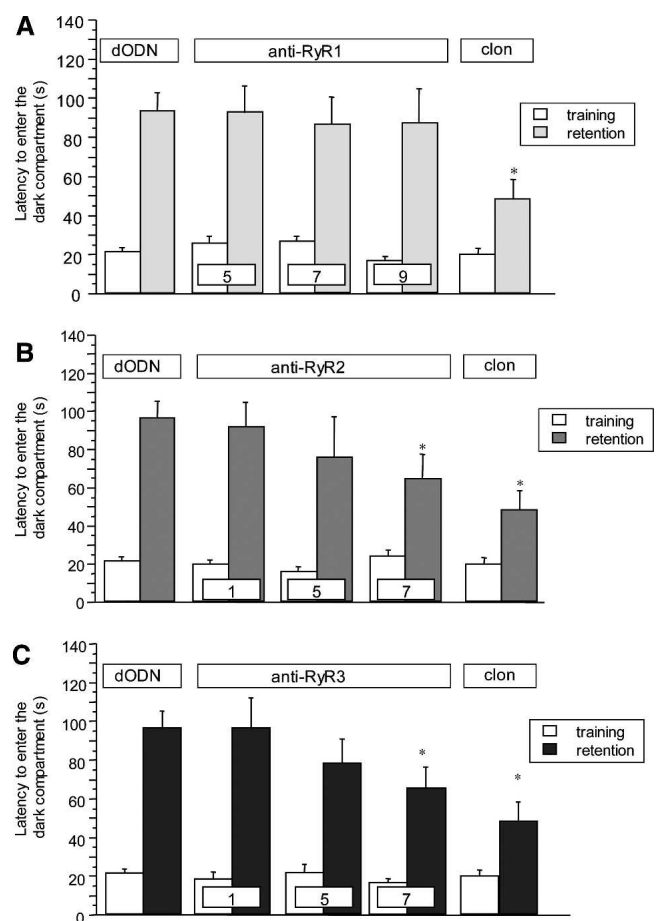 A
140
120
100
80
60
40
20
0
Latency to enter the
dark compartment (s)
dODN
anti-RyR1
clon
training
retention
*
5
7
9
B
140
120
100
80
60
40
20
0
Latency to enter the
dark compartment (s)
dODN
anti-RyR2
clon
training
retention
*
*
1
5
7
C
140
120
100
80
60
40
20
0
Latency to enter the
dark compartment (s)
dODN
anti-RyR3
clon
training
retention
*
*
1
5
7